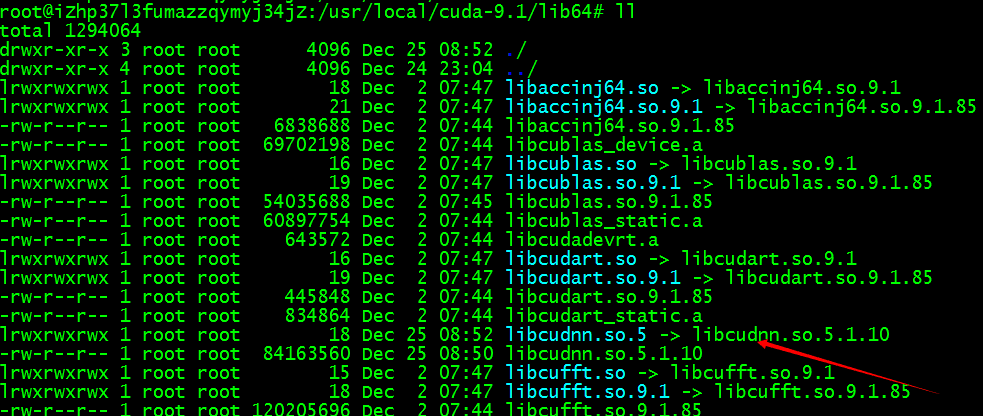 root@iZhp37l3fumazzqymyj34jZ:/usr/local/cuda-9.1/lib64# ll
total 1294064
drwxr-xr-x 3 root root 4096 Dec 25 08:52 ./
drwxr-xr-x 4 root root 4096 Dec 24 23:04 ../
lrwxrwxrwx 1 root root 18 Dec 2 07:47 libaccinj64.so -> libaccinj64.so.9.1
lrwxrwxrwx 1 root root 21 Dec 2 07:47 libaccinj64.so.9.1 -> libaccinj64.so.9.1.85
-rw-r--r-- 1 root root 6838688 Dec 2 07:44 libaccinj64.so.9.1.85
-rw-r--r-- 1 root root 69702198 Dec 2 07:44 libcublas_device.a
lrwxrwxrwx 1 root root 16 Dec 2 07:47 libcublas.so -> libcublas.so.9.1
lrwxrwxrwx 1 root root 19 Dec 2 07:47 libcublas.so.9.1 -> libcublas.so.9.1.85
-rw-r--r-- 1 root root 54035688 Dec 2 07:45 libcublas.so.9.1.85
-rw-r--r-- 1 root root 60897754 Dec 2 07:44 libcublas_static.a
-rw-r--r-- 1 root root 643572 Dec 2 07:44 libcudadevrt.a
lrwxrwxrwx 1 root root 16 Dec 2 07:47 libcudart.so -> libcudart.so.9.1
lrwxrwxrwx 1 root root 19 Dec 2 07:47 libcudart.so.9.1 -> libcudart.so.9.1.85
-rw-r--r-- 1 root root 445848 Dec 2 07:44 libcudart.so.9.1.85
-rw-r--r-- 1 root root 834864 Dec 2 07:44 libcudart_static.a
lrwxrwxrwx 1 root root 18 Dec 25 08:52 libcudnn.so.5 -> libcudnn.so.5.1.10
-rw-r--r-- 1 root root 84163560 Dec 25 08:50 libcudnn.so.5.1.10
lrwxrwxrwx 1 root root 15 Dec 2 07:47 libcufft.so -> libcufft.so.9.1
lrwxrwxrwx 1 root root 18 Dec 2 07:47 libcufft.so.9.1 -> libcufft.so.9.1.85
-rw-r--r-- 1 root root 120205696 Dec 2 07:44 libcufft.so.9.1.85